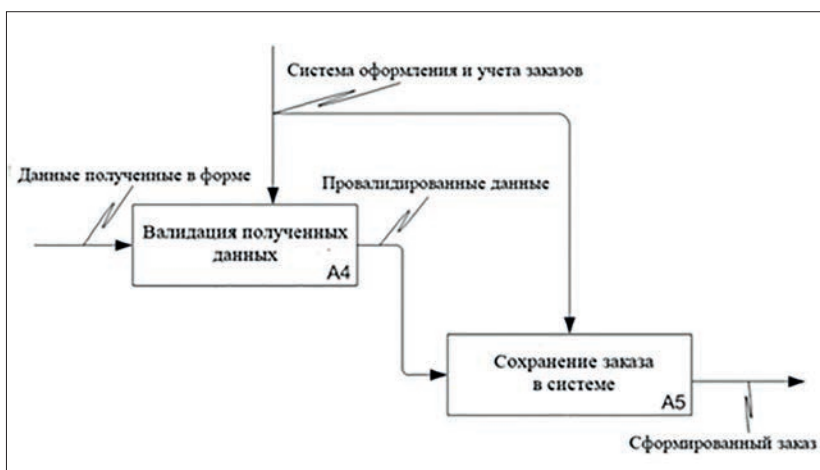 Система оформления и учета заказов
Данные полученные в форме
Провалидированные данные
Валидация полученных
данных
A4
Сохранение заказа
в системе
A5
Сформированный заказ